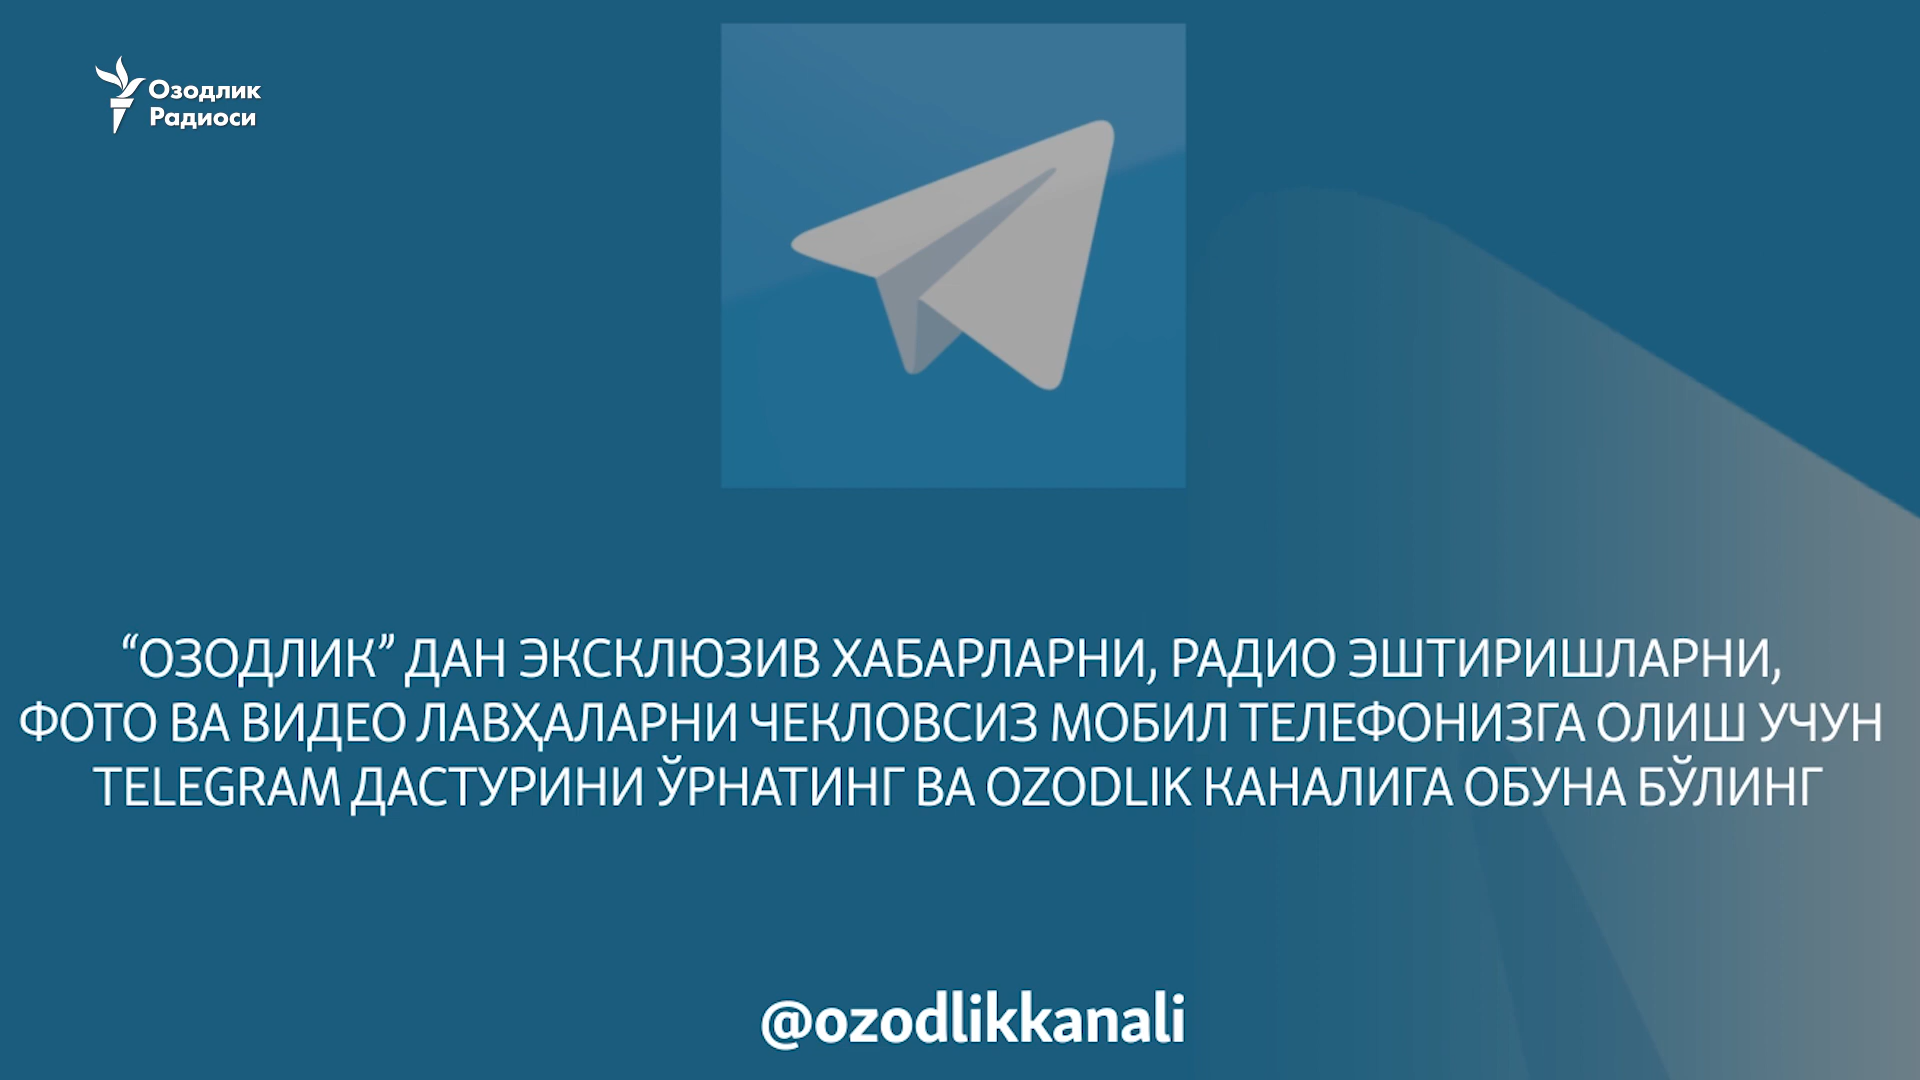 Озодлик
Радиоси
“ОЗОДЛИК” ДАН ЭКСКЛЮЗИВ ХАБАРЛАРНИ, РАДИО ЭШТИРИШЛАРНИ,
ФОТО ВА ВИДЕО ЛАВҲАЛАРНИ ЧЕКЛОВСИЗ МОБИЛ ТЕЛЕФОНИЗГА ОЛИШ УЧУН
TELEGRAM ДАСТУРИНИ ЎРНАТИНГ ВА OZODLIK КАНАЛИГА ОБУНА БЎЛИНГ
@ozodlikkanali